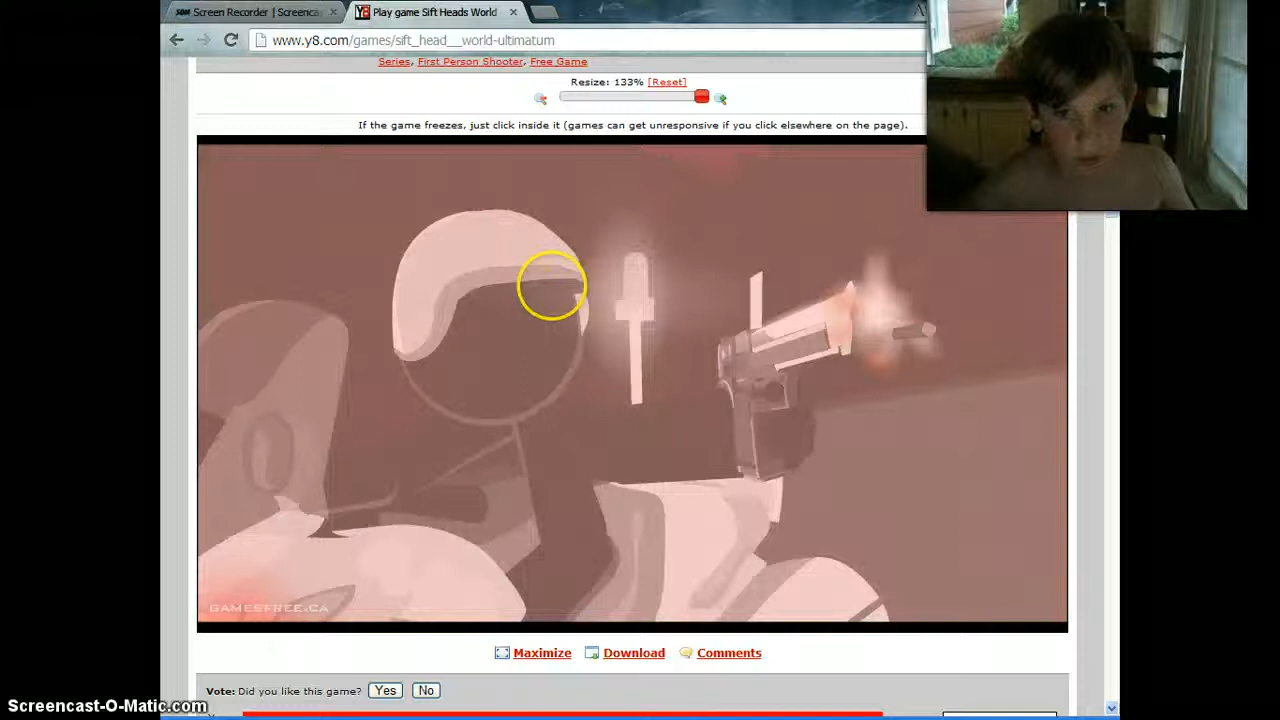 Screen Recorder | Screenca
Play game Sift Heads World
www.y8.com/games/sift_head__world-ultimatum
Series, First Person Shooter, Free Game
Resize: 133% [Reset]
If the game freezes, just click inside it (games can get unresponsive if you click elsewhere on the page).
GAMESFREE.CA
Maximize Download Comments
Vote: Did you like this game? Yes No
Screencast-O-Matic.com